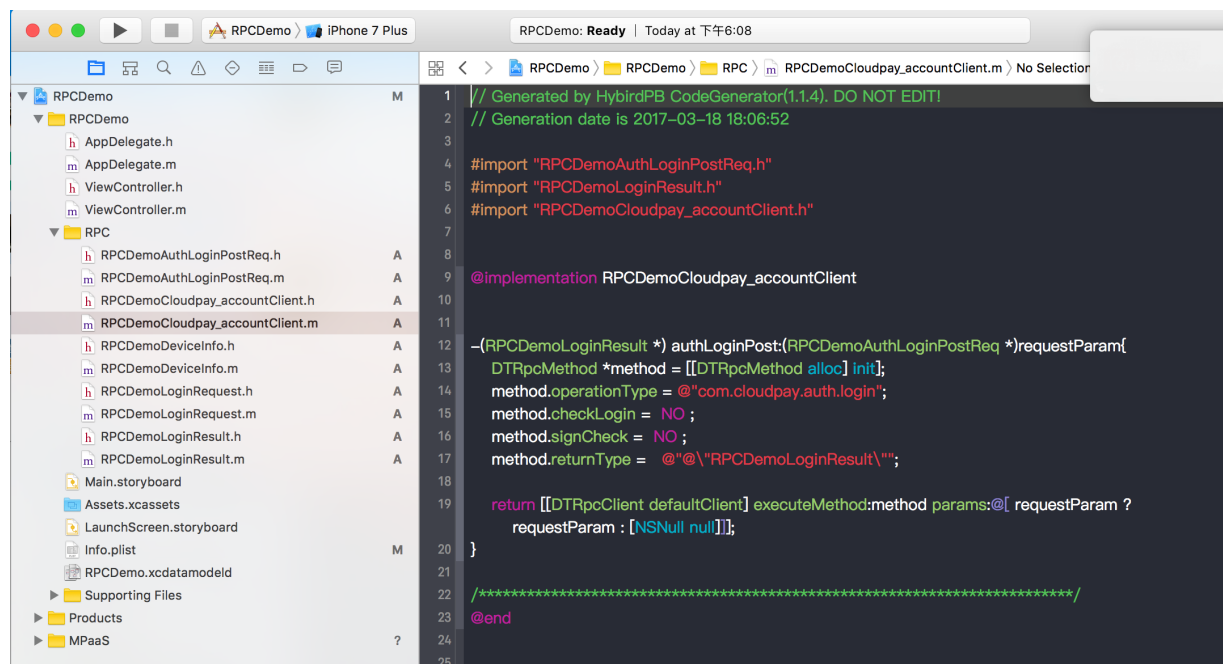 RPCDemo 〉 iPhone 7 Plus
RPCDemo: Ready | Today at 下午6:08
RPCDemo 〉 RPCDemo 〉 RPC 〉 m RPCDemoCloudpay_accountClient.m 〉 No Selection
RPCDemo M
RPCDemo
h AppDelegate.h
m AppDelegate.m
h ViewController.h
m ViewController.m
RPC
h RPCDemoAuthLoginPostReq.h A
m RPCDemoAuthLoginPostReq.m A
h RPCDemoCloudpay_accountClient.h A
m RPCDemoCloudpay_accountClient.m A
h RPCDemoDeviceInfo.h A
m RPCDemoDeviceInfo.m A
h RPCDemoLoginRequest.h A
m RPCDemoLoginRequest.m A
h RPCDemoLoginResult.h A
m RPCDemoLoginResult.m A
Main.storyboard
Assets.xcassets
LaunchScreen.storyboard
Info.plist M
RPCDemo.xcdatamodeld
Supporting Files
Products
MPaaS ?
1 // Generated by HybirdPB CodeGenerator(1.1.4). DO NOT EDIT!
2 // Generation date is 2017-03-18 18:06:52
3
4 #import "RPCDemoAuthLoginPostReq.h"
5 #import "RPCDemoLoginResult.h"
6 #import "RPCDemoCloudpay_accountClient.h"
7
8
9 @implementation RPCDemoCloudpay_accountClient
10
11
12 -(RPCDemoLoginResult *) authLoginPost:(RPCDemoAuthLoginPostReq *)requestParam{
13 DTRpcMethod *method = [[DTRpcMethod alloc] init];
14 method.operationType = @"com.cloudpay.auth.login";
15 method.checkLogin = NO ;
16 method.signCheck = NO ;
17 method.returnType = @"@\"RPCDemoLoginResult\"";
18
19 return [[DTRpcClient defaultClient] executeMethod:method params:@[ requestParam ?
requestParam : [NSNull null]]];
20 }
21
22 /***************************************************************************/
23 @end
24
25